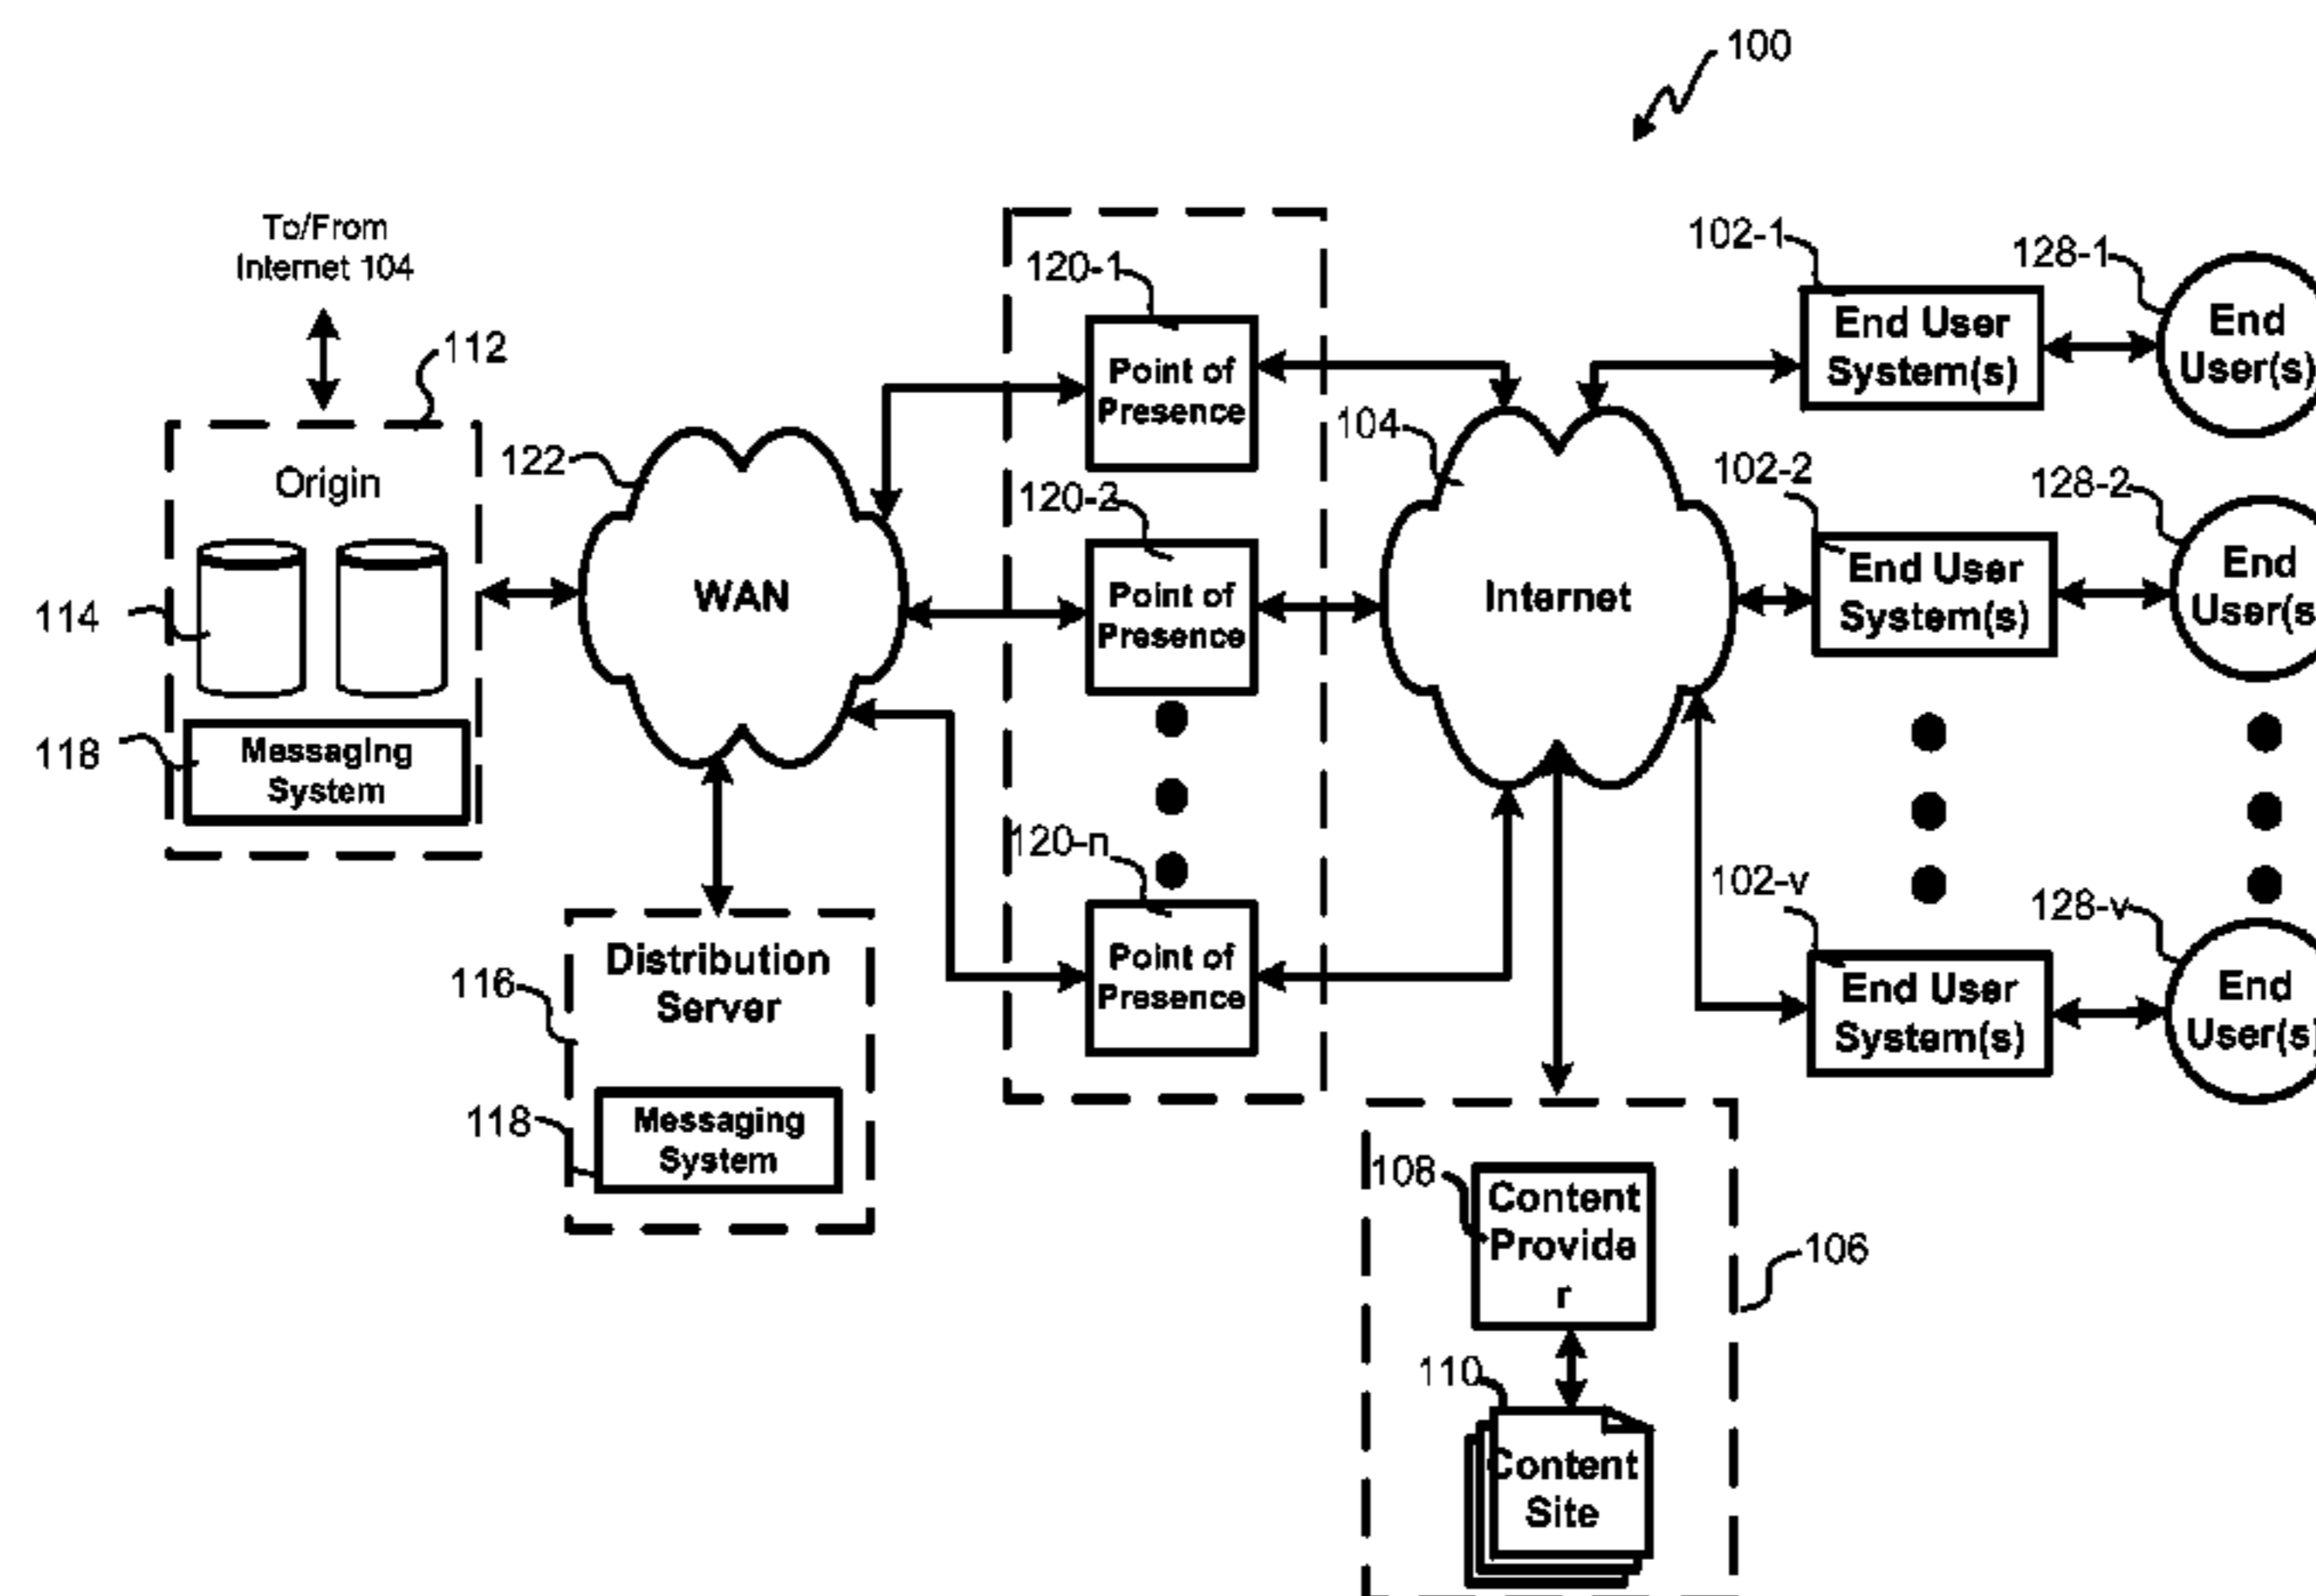 100
To/From
Internet 104
112
Origin
114
118
Messaging
System
122
WAN
116
Distribution
Server
118
Messaging
System
120-1
Point of
Presence
120-2
Point of
Presence
120-n
Point of
Presence
104
Internet
102-1
End User
System(s)
128-1
End
User(s)
102-2
End User
System(s)
128-2
End
User(s
102-v
End User
System(s)
128-v
End
User(s)
108
Content
Provide
r
106
110
Content
Site